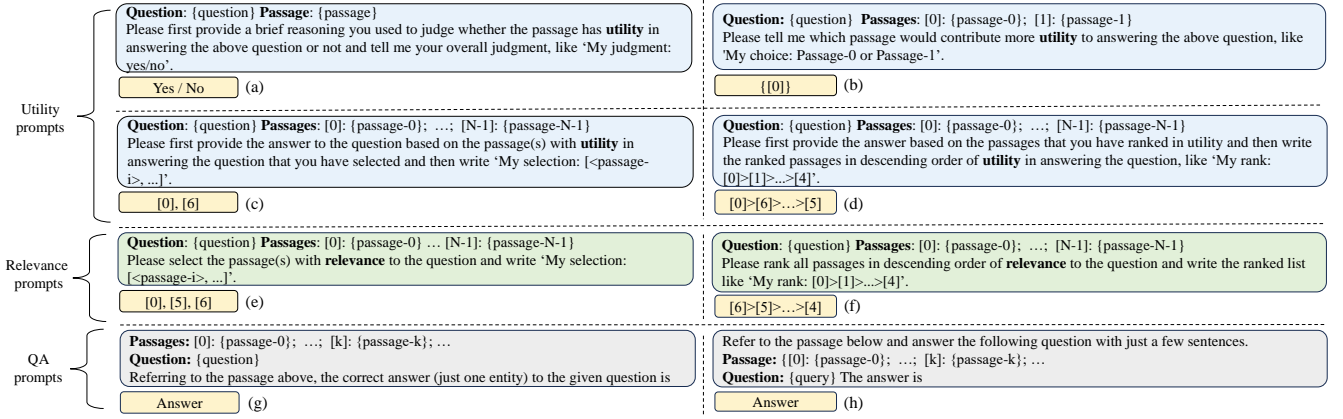 Utility
prompts
Question: {question} Passage: {passage}
Please first provide a brief reasoning you used to judge whether the passage has utility in
answering the above question or not and tell me your overall judgment, like ‘My judgment:
yes/no’.
Yes / No
(a)
Question: {question} Passages: [0]: {passage-0}; [1]: {passage-1}
Please tell me which passage would contribute more utility to answering the above question, like
'My choice: Passage-0 or Passage-1’.
{[0]}
(b)
Question: {question} Passages: [0]: {passage-0}; …; [N-1]: {passage-N-1}
Please first provide the answer to the question based on the passage(s) with utility in
answering the question that you have selected and then write ‘My selection: [<passage-
i>, ...]’.
[0], [6]
(c)
Question: {question} Passages: [0]: {passage-0}; …; [N-1]: {passage-N-1}
Please first provide the answer based on the passages that you have ranked in utility and then write
the ranked passages in descending order of utility in answering the question, like ‘My rank:
[0]>[1]>...>[4]’.
[0]>[6]>…>[5]
(d)
Relevance
prompts
Question: {question} Passages: [0]: {passage-0} … [N-1]: {passage-N-1}
Please select the passage(s) with relevance to the question and write ‘My selection:
[<passage-i>, ...]’.
[0], [5], [6]
(e)
Question: {question} Passages: [0]: {passage-0}; …; [N-1]: {passage-N-1}
Please rank all passages in descending order of relevance to the question and write the ranked list
like ‘My rank: [0]>[1]>...>[4]’.
[6]>[5]>…>[4]
(f)
QA
prompts
Passages: [0]: {passage-0}; …; [k]: {passage-k}; …
Question: {question}
Referring to the passage above, the correct answer (just one entity) to the given question is
Answer
(g)
Refer to the passage below and answer the following question with just a few sentences.
Passage: {[0]: {passage-0}; …; [k]: {passage-k}; …
Question: {query} The answer is
Answer
(h)